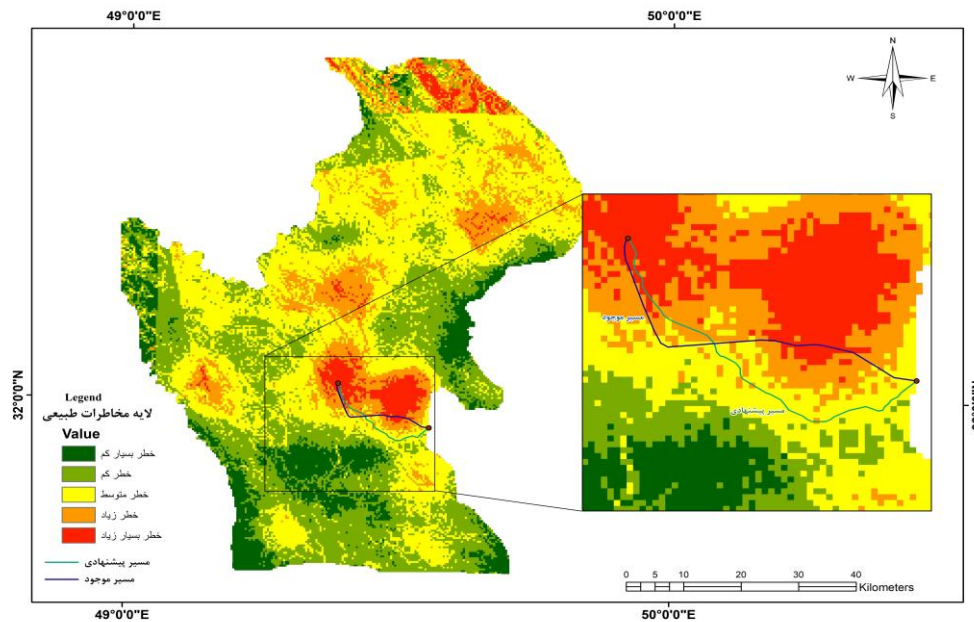 49°0'0"E
50°0'0"E
N
W
E
S
32°0'0"N
مسیر موجود
مسیر پیشنهادی
Legend
لایه مخاطرات طبیعی
Value
خطر بسیار کم
خطر کم
خطر متوسط
خطر زیاد
خطر بسیار زیاد
مسیر پیشنهادی
مسیر موجود
0 5 10 20 30 40
Kilometers
49°0'0"E
50°0'0"E